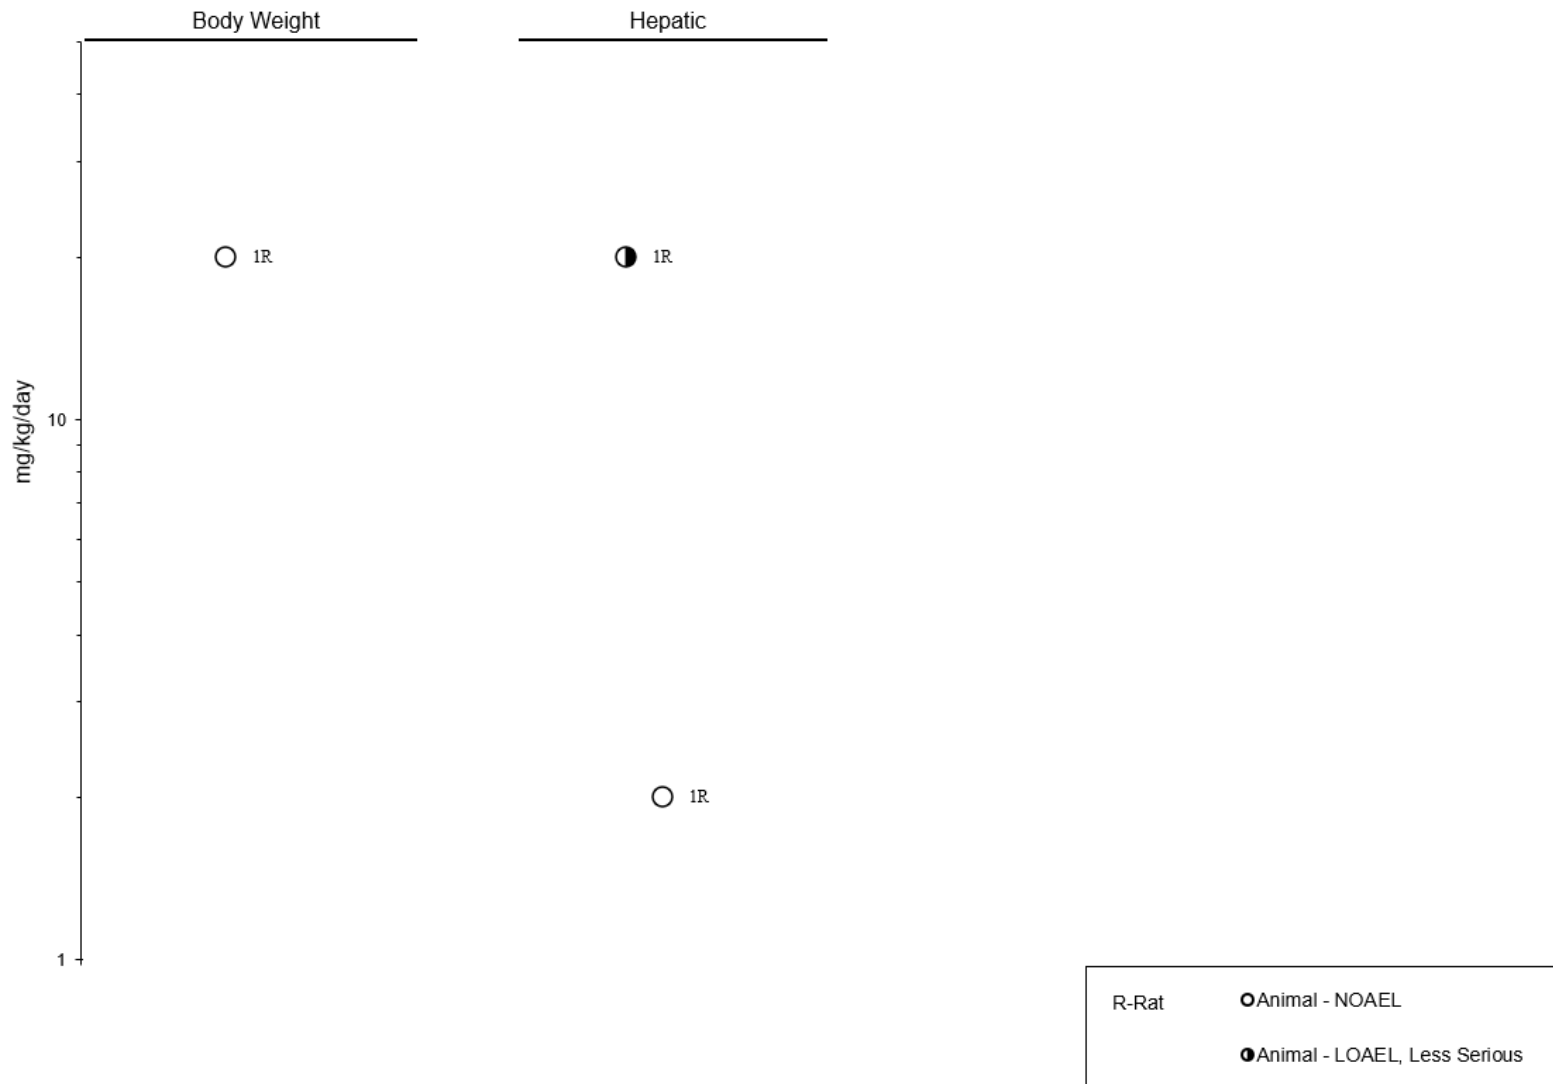 Body Weight
Hepatic
1R
1R
mg/kg/day
10
1R
1
R-Rat
Animal - NOAEL
Animal - LOAEL, Less Serious